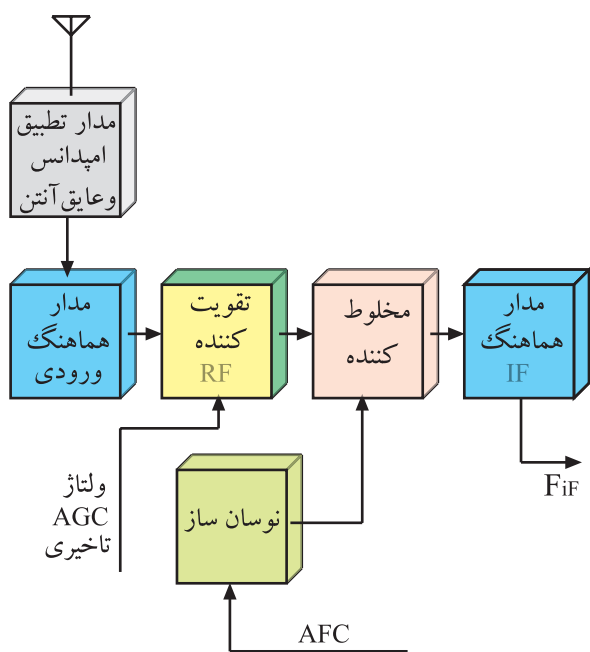 مدار تطبیق
امپدانس
وعایق آنتن
مدار
هماهنگ
ورودی
تقویت
کننده
RF
مخلوط
کننده
مدار
هماهنگ
IF
FiF
ولتاژ
AGC
تاخیری
نوسان ساز
AFC